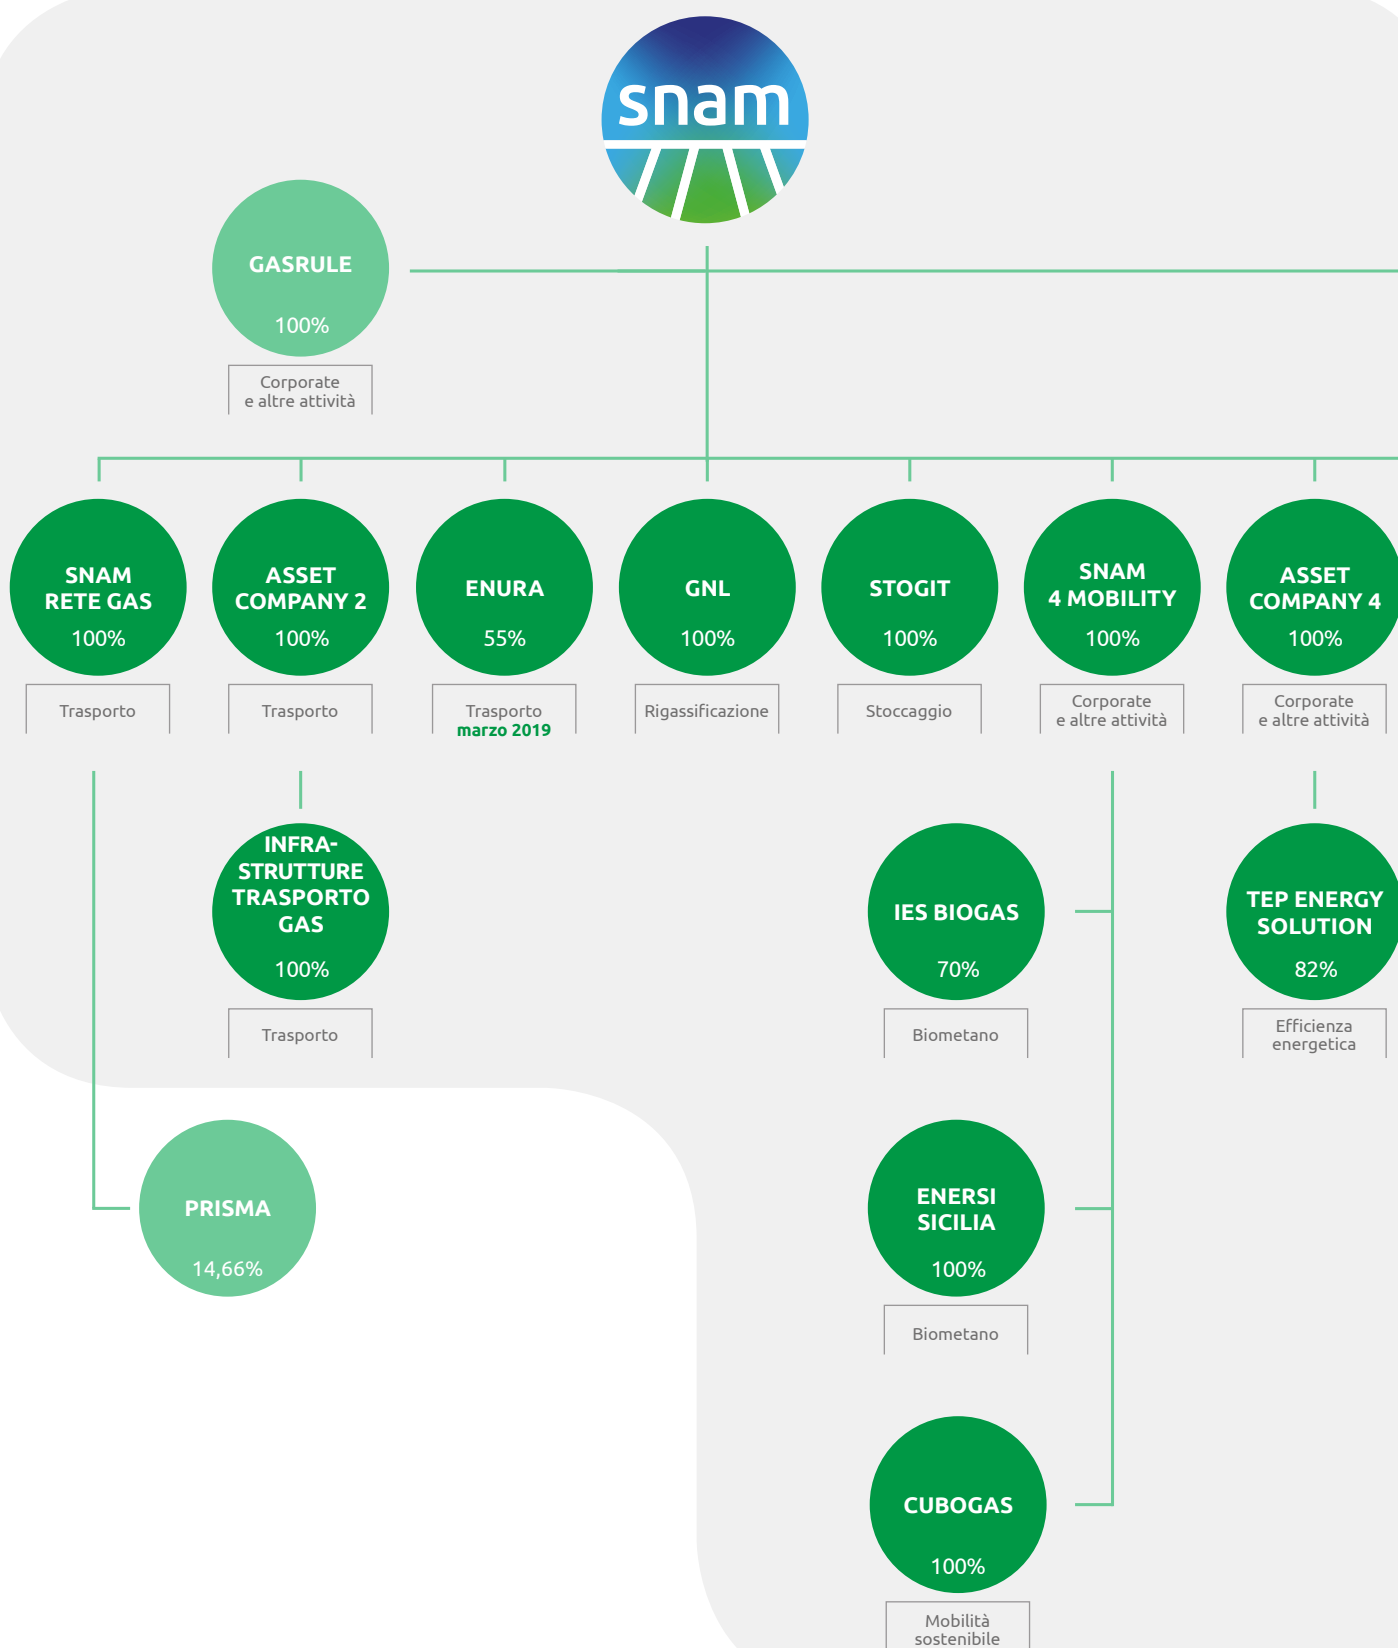 snam
GASRULE
100%
Corporate
e altre attività
SNAM
RETE GAS
100%
Trasporto
ASSET
COMPANY 2
100%
Trasporto
ENURA
55%
Trasporto
marzo 2019
GNL
100%
Rigassificazione
STOGIT
100%
Stoccaggio
SNAM
4 MOBILITY
100%
Corporate
e altre attività
ASSET
COMPANY 4
100%
Corporate
e altre attività
INFRA-
STRUTTURE
TRASPORTO
GAS
100%
Trasporto
IES BIOGAS
70%
Biometano
TEP ENERGY
SOLUTION
82%
Efficienza
energetica
PRISMA
14,66%
ENERSI
SICILIA
100%
Biometano
CUBOGAS
100%
Mobilità
sostenibile